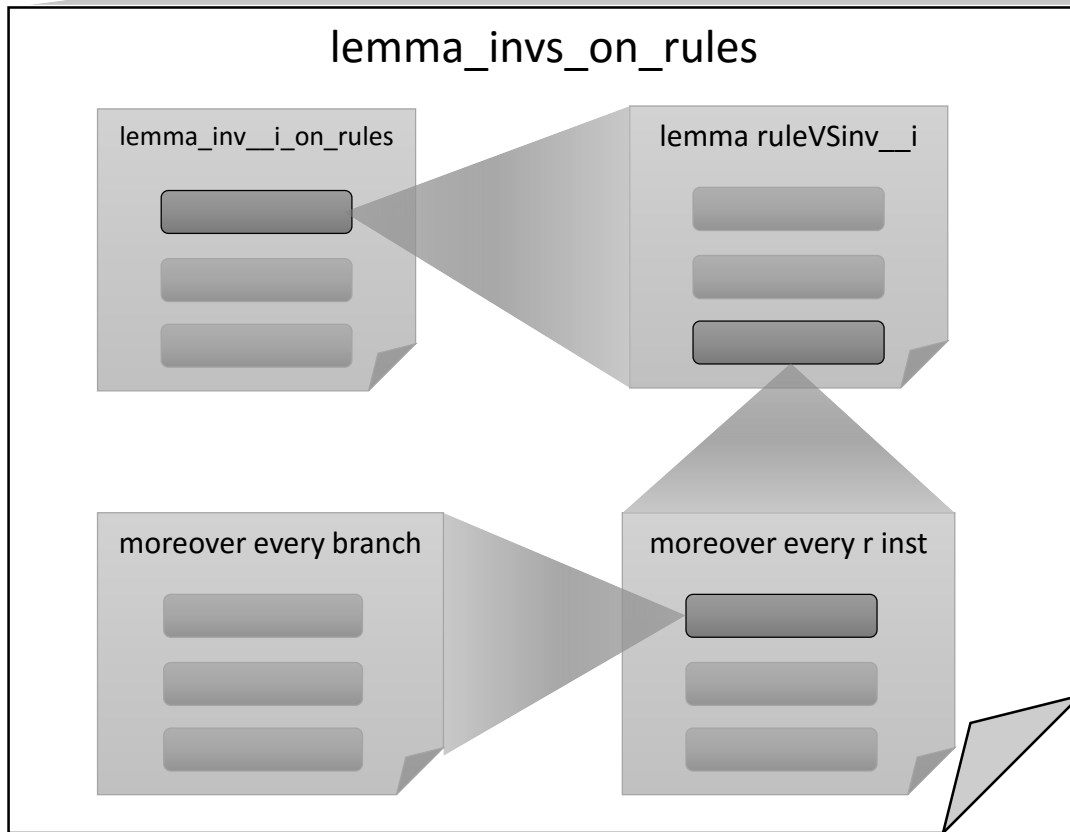 lemma_invs_on_rules
lemma_inv__i_on_rules
lemma ruleVSinv__i
moreover every branch
moreover every r inst